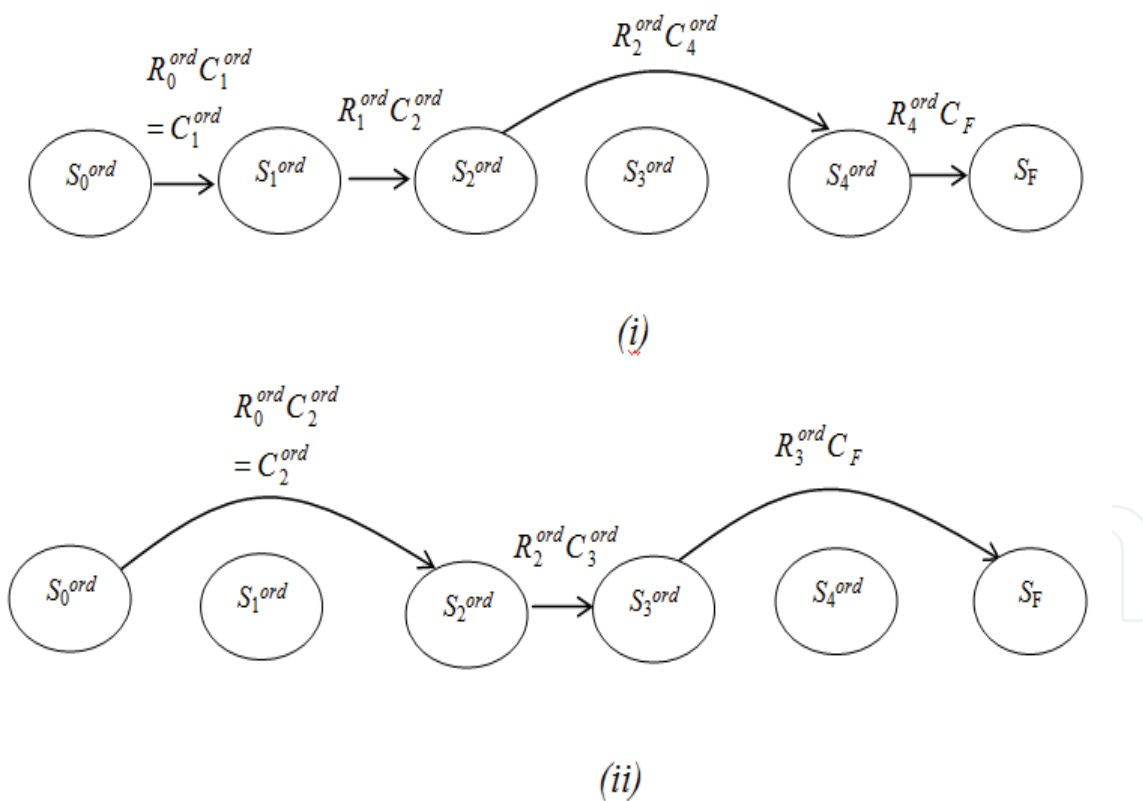 R_2^{ord} C_4^{ord}
R_0^{ord} C_1^{ord}
= C_1^{ord}
R_1^{ord} C_2^{ord}
R_4^{ord} C_F
S_0^{ord} S_1^{ord} S_2^{ord} S_3^{ord} S_4^{ord} S_F
(i)
R_0^{ord} C_2^{ord}
= C_2^{ord}
R_3^{ord} C_F
R_2^{ord} C_3^{ord}
S_0^{ord} S_1^{ord} S_2^{ord} S_3^{ord} S_4^{ord} S_F
(ii)